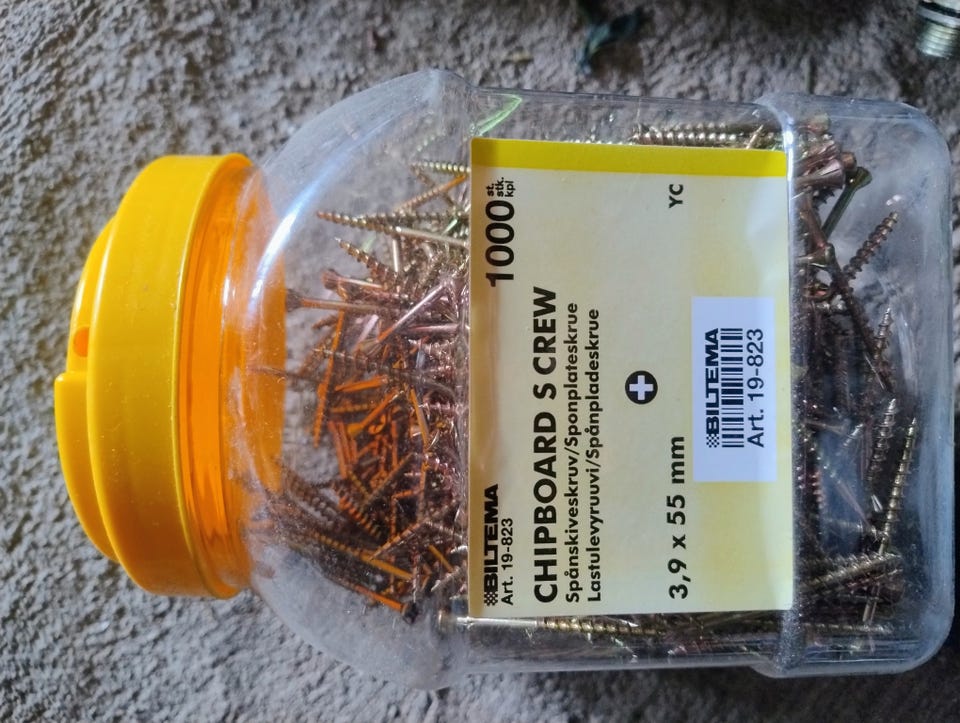 BILTEMA
Art. 19-823
1000 st.
stk.
kpl
CHIPBOARD S CREW
Spånskiveskruv/Sponplateskrue
Lastulevyruuvi/Spånpladeskrue
3,9 x 55 mm
YC
BILTEMA
Art. 19-823